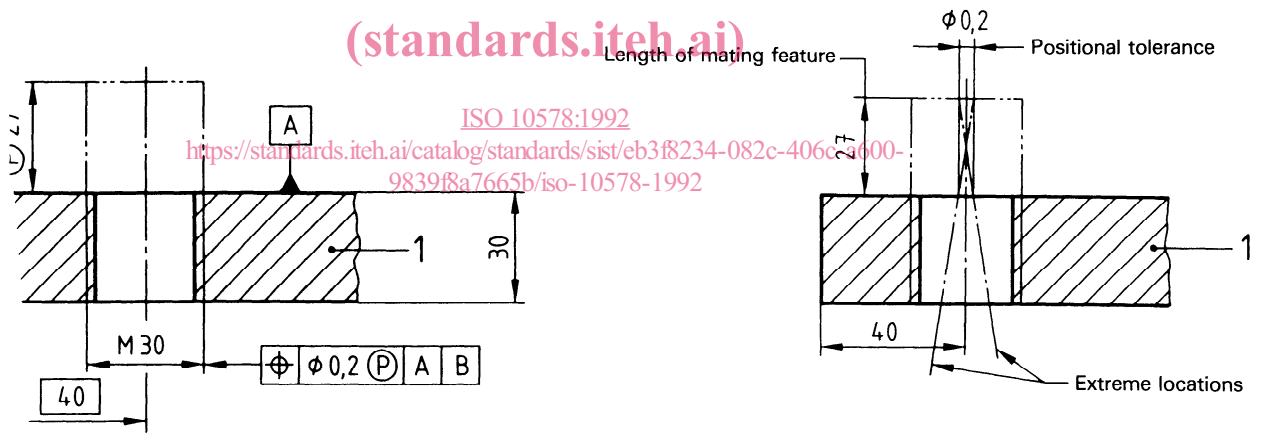 (standards.iteh.ai)
ISO 10578:1992
https://standards.iteh.ai/catalog/standards/sist/eb3f8234-082c-406c-a600-
9839f8a7665b/iso-10578-1992
A
1
30
M30
⌖ ⌀0,2 Ⓟ A B
40
⌀0,2
Positional tolerance
Length of mating feature
27
1
40
Extreme locations